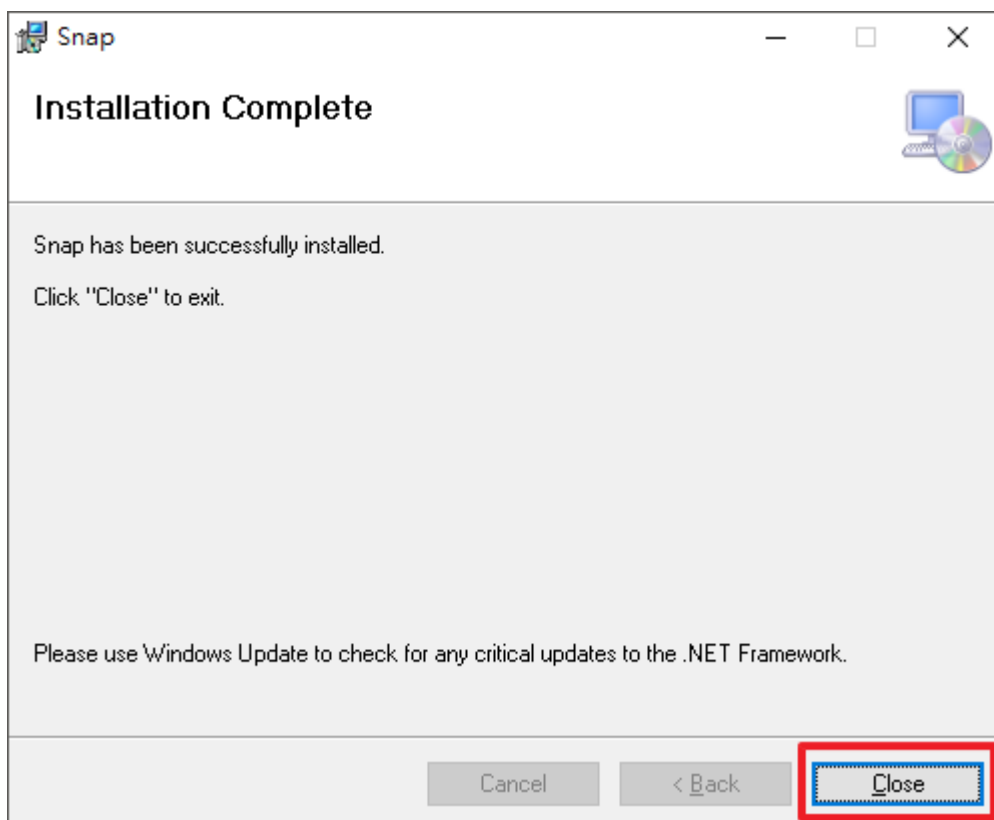 Snap
Installation Complete
Snap has been successfully installed.
Click "Close" to exit.
Please use Windows Update to check for any critical updates to the .NET Framework.
Cancel
< Back
Close